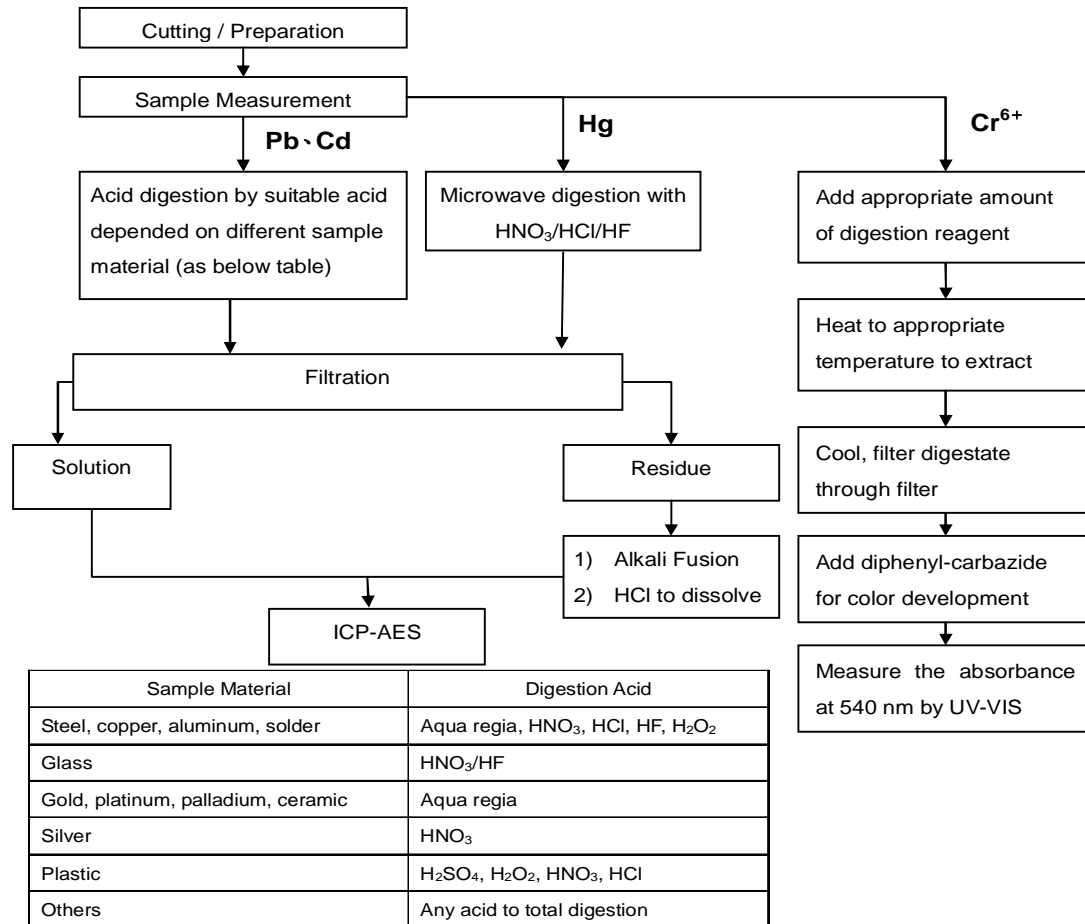 Cutting / Preparation
Sample Measurement
Pb、Cd
Hg
Cr⁶⁺
Acid digestion by suitable acid
depended on different sample
material (as below table)
Microwave digestion with
HNO₃/HCl/HF
Add appropriate amount
of digestion reagent
Heat to appropriate
temperature to extract
Filtration
Solution
Residue
Cool, filter digestate
through filter
1) Alkali Fusion
2) HCl to dissolve
Add diphenyl-carbazide
for color development
ICP-AES
Measure the absorbance
at 540 nm by UV-VIS
Sample Material Digestion Acid
Steel, copper, aluminum, solder Aqua regia, HNO₃, HCl, HF, H₂O₂
Glass HNO₃/HF
Gold, platinum, palladium, ceramic Aqua regia
Silver HNO₃
Plastic H₂SO₄, H₂O₂, HNO₃, HCl
Others Any acid to total digestion